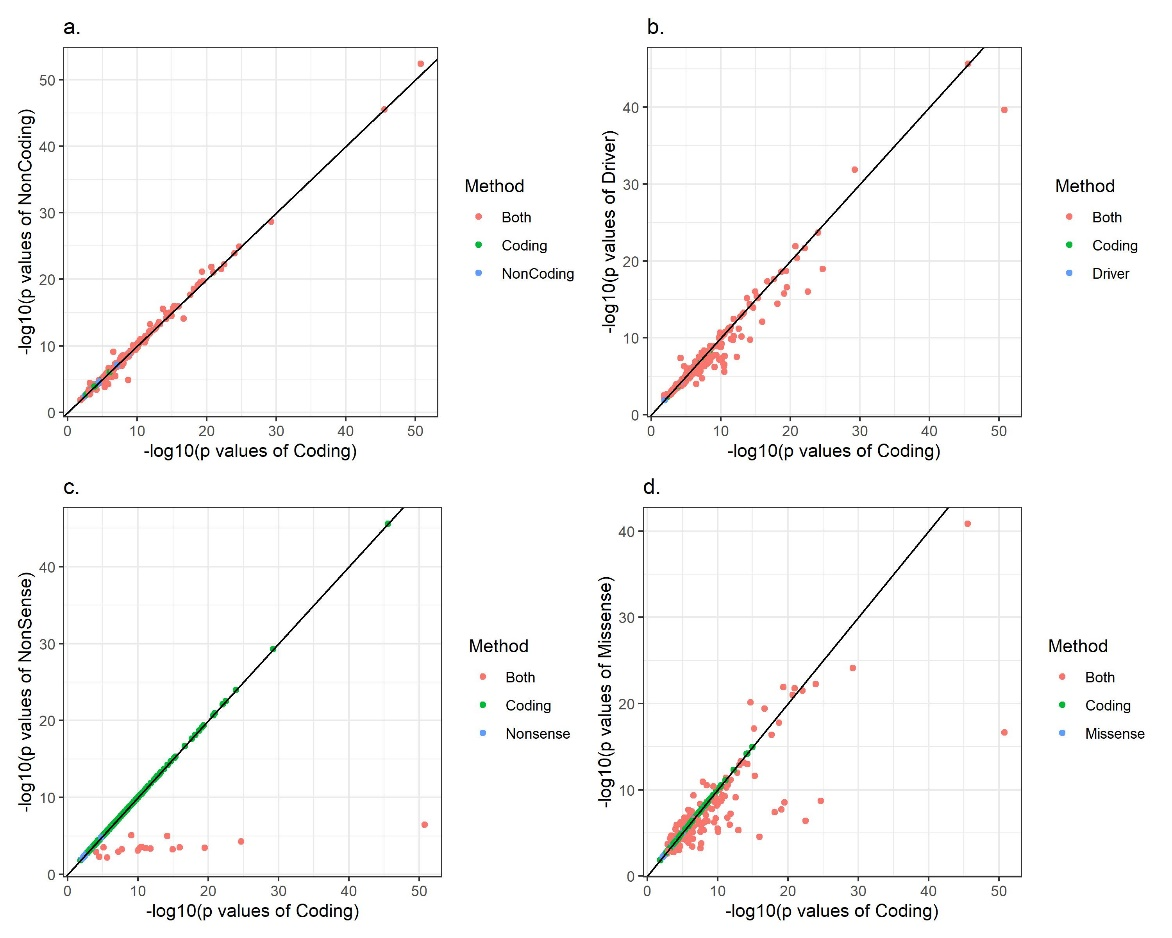 a.
-log10(p values of NonCoding)
50
40
30
20
10
0
0 10 20 30 40 50
-log10(p values of Coding)
Method
Both
Coding
NonCoding
b.
-log10(p values of Driver)
40
30
20
10
0
0 10 20 30 40 50
-log10(p values of Coding)
Method
Both
Coding
Driver
c.
-log10(p values of NonSense)
40
30
20
10
0
0 10 20 30 40 50
-log10(p values of Coding)
Method
Both
Coding
Nonsense
d.
-log10(p values of Missense)
40
30
20
10
0
0 10 20 30 40 50
-log10(p values of Coding)
Method
Both
Coding
Missense